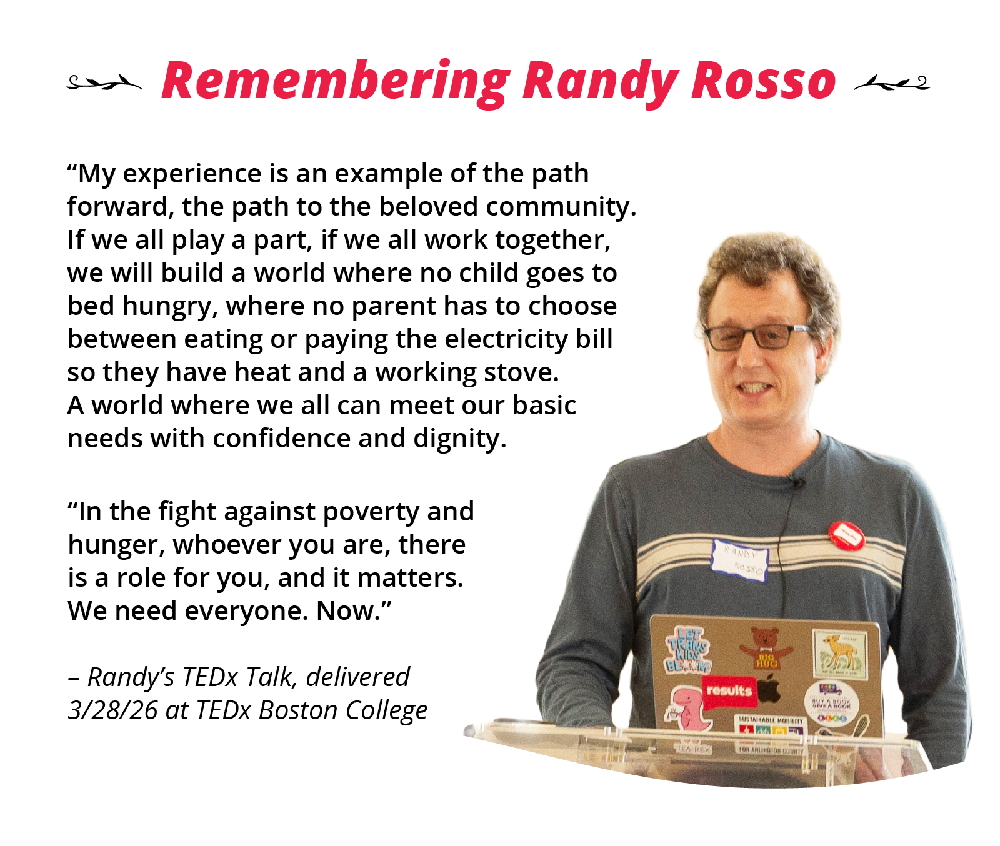 Remembering Randy Rosso
“My experience is an example of the path
forward, the path to the beloved community.
If we all play a part, if we all work together,
we will build a world where no child goes to
bed hungry, where no parent has to choose
between eating or paying the electricity bill
so they have heat and a working stove.
A world where we all can meet our basic
needs with confidence and dignity.
“In the fight against poverty and
hunger, whoever you are, there
is a role for you, and it matters.
We need everyone. Now.”
– Randy’s TEDx Talk, delivered
3/28/26 at TEDx Boston College
results
RANDY
ROSSO
LET
TRANS
KIDS
BLOOM
BIG
HUG
results
BUY A BOOK
GIVE A BOOK
SUSTAINABLE MOBILITY
FOR ARLINGTON COUNTY
TEA-REX